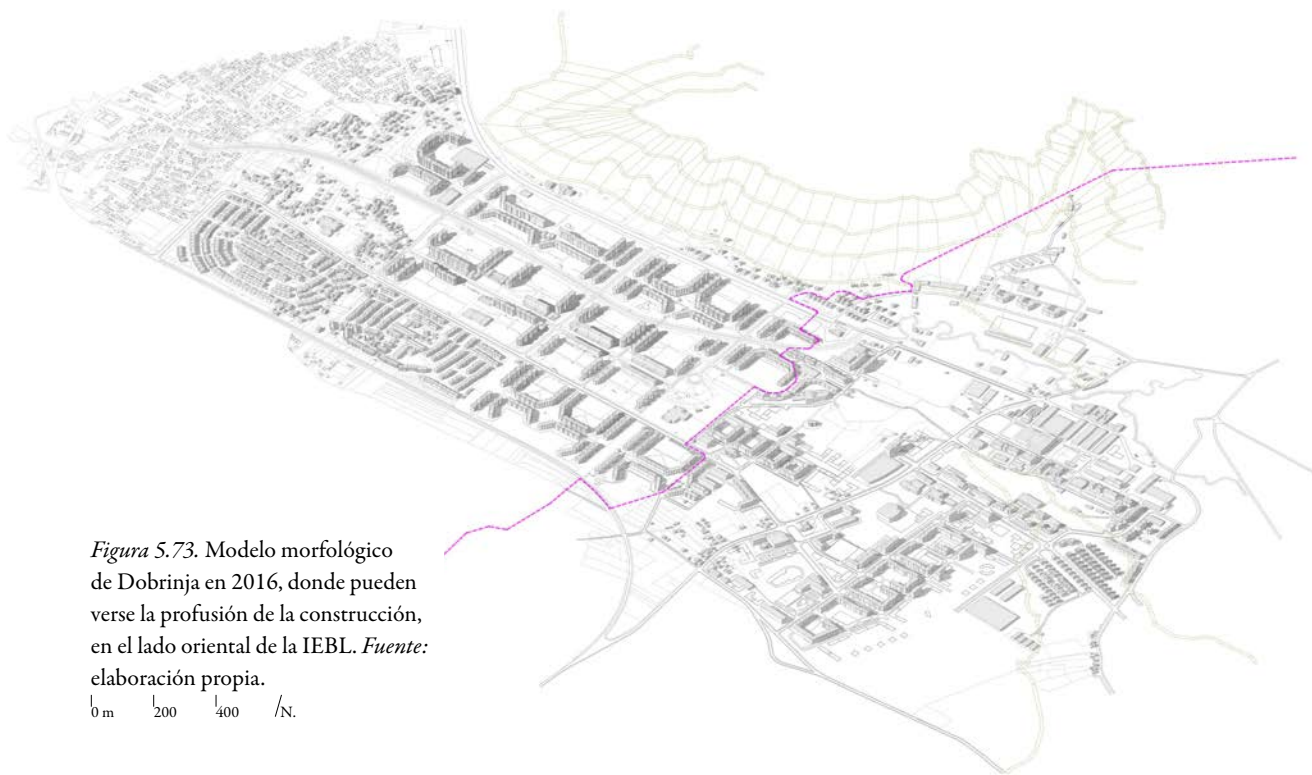 Figura 5.73. Modelo morfológico
de Dobrinja en 2016, donde pueden
verse la profusión de la construcción,
en el lado oriental de la IEBL. Fuente:
elaboración propia.
0 m 200 400 N.